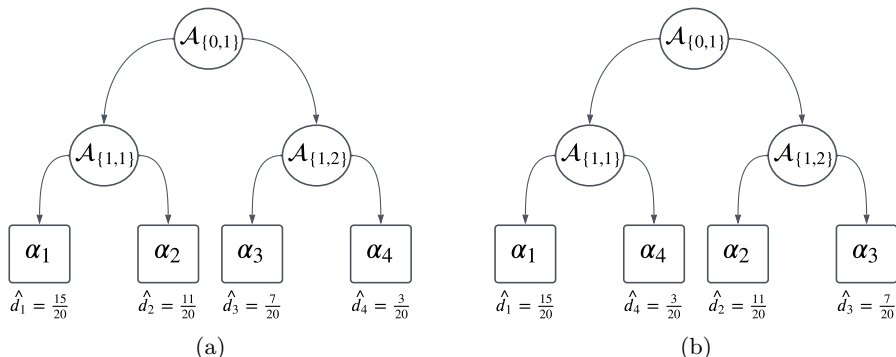 𝒜{0,1} 𝒜{0,1}
𝒜{1,1} 𝒜{1,2} 𝒜{1,1} 𝒜{1,2}
α₁ α₂ α₃ α₄ α₁ α₄ α₂ α₃
d̂₁ = 15/20 d̂₂ = 11/20 d̂₃ = 7/20 d̂₄ = 3/20 d̂₁ = 15/20 d̂₄ = 3/20 d̂₂ = 11/20 d̂₃ = 7/20
(a) (b)